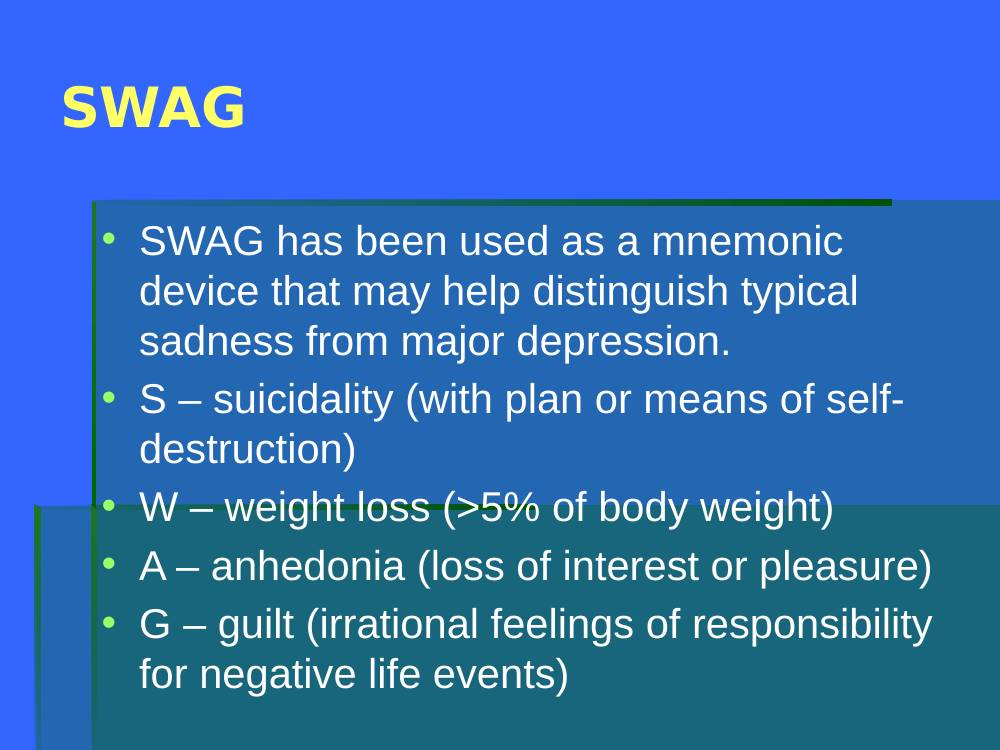 SWAG
• SWAG has been used as a mnemonic
device that may help distinguish typical
sadness from major depression.
• S – suicidality (with plan or means of self-
destruction)
• W – weight loss (>5% of body weight)
• A – anhedonia (loss of interest or pleasure)
• G – guilt (irrational feelings of responsibility
for negative life events)